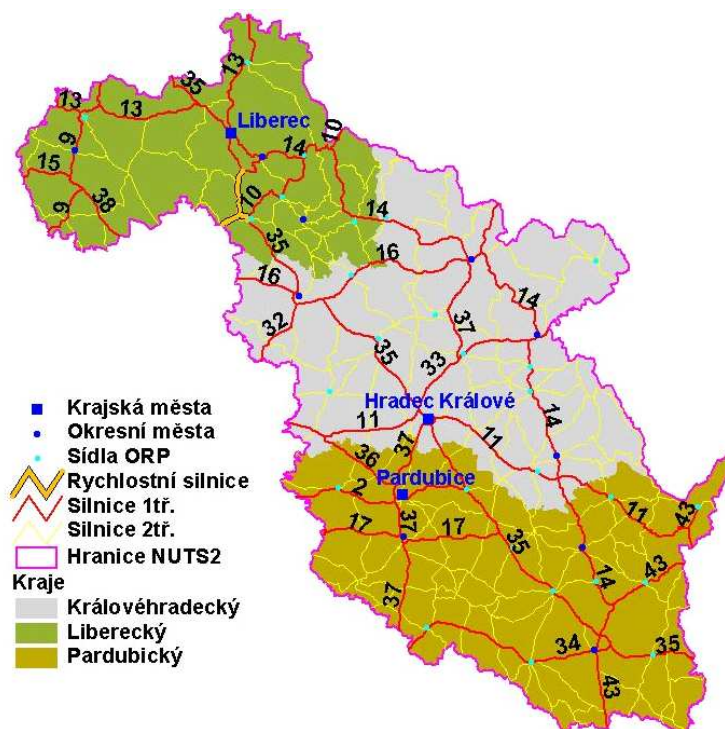 13
35
13
13
Liberec
10
9
14
15
38
10
9
14
35
16
16
14
32
37
35
33
Hradec Králové
14
11
11
37
36
Pardubice
2
11
43
17
37
17
35
14
43
37
34
35
43
Krajská města
Okresní města
Sídla ORP
Rychlostní silnice
Silnice 1tř.
Silnice 2tř.
Hranice NUTS2
Kraje
Královéhradecký
Liberecký
Pardubický